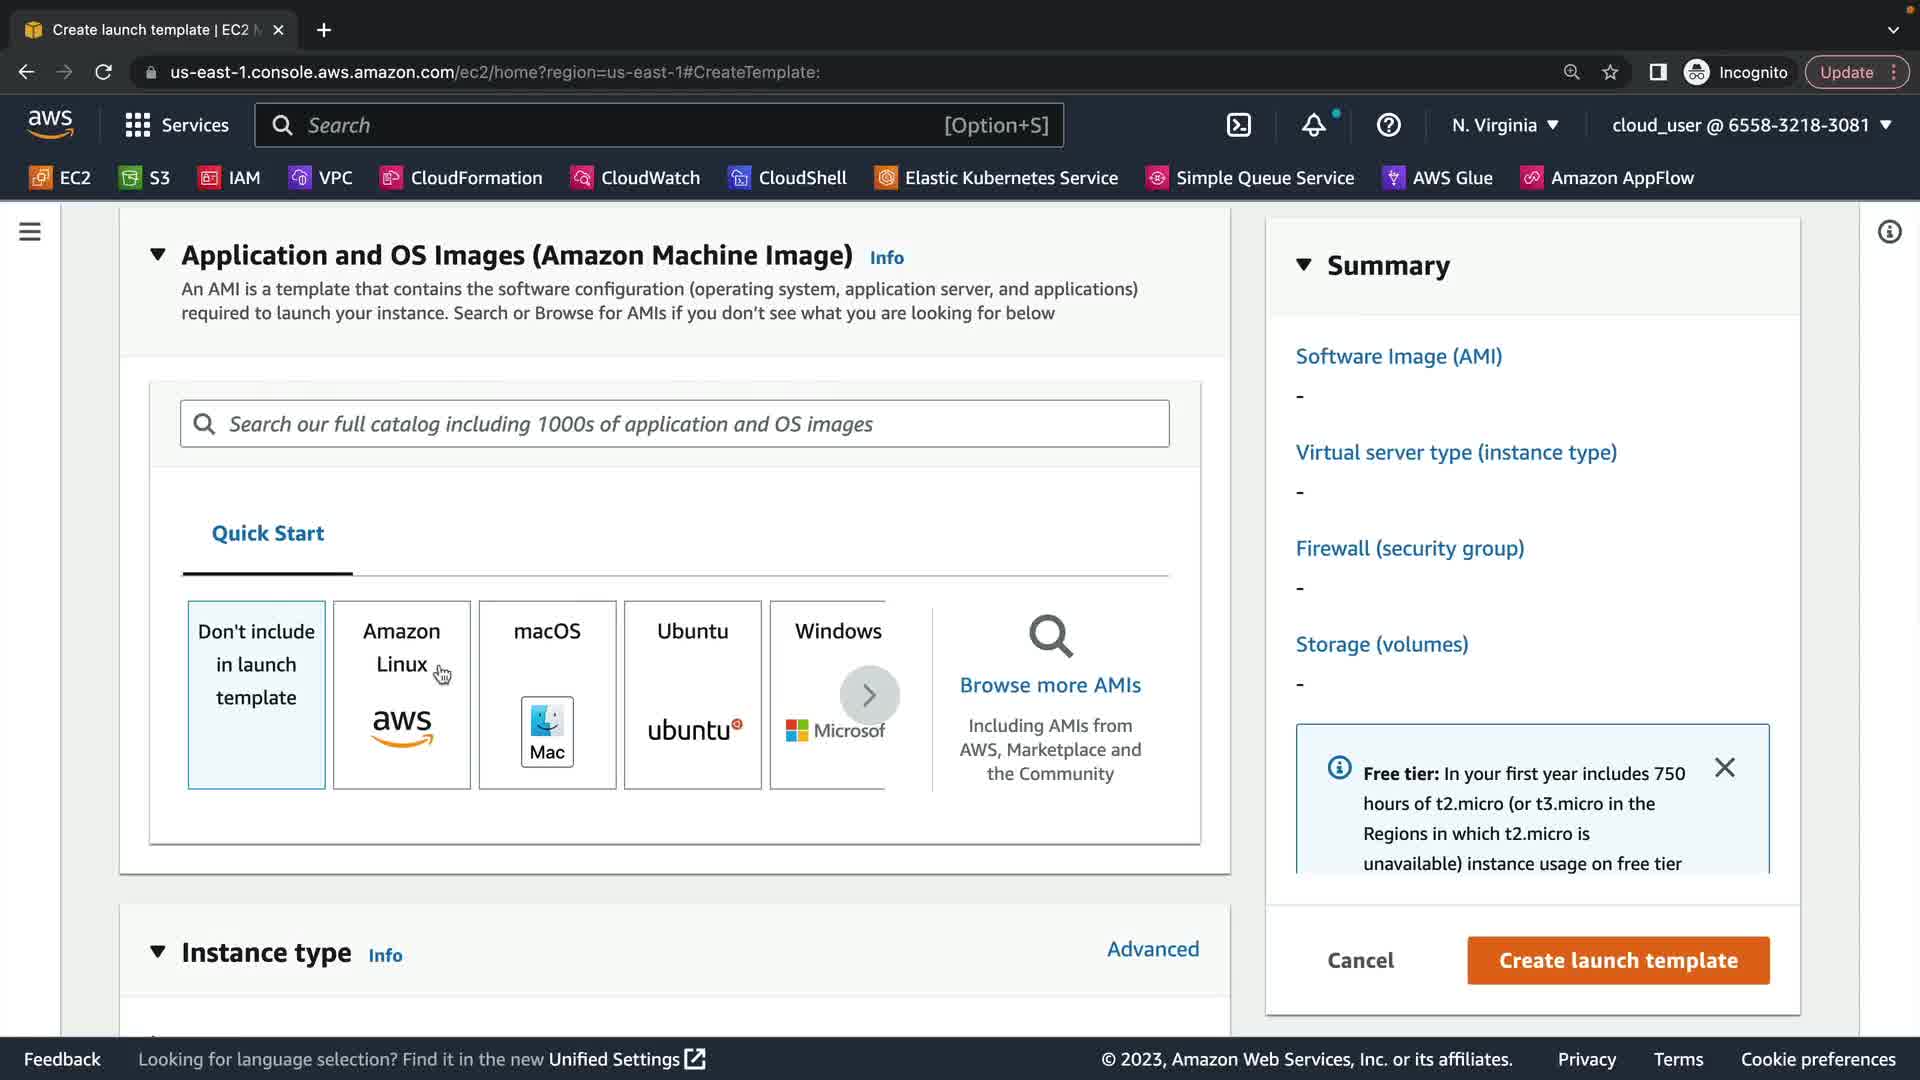 Create launch template | EC2
us-east-1.console.aws.amazon.com/ec2/home?region=us-east-1#CreateTemplate:
Incognito
Update
aws
Services
Search
[Option+S]
N. Virginia
cloud_user @ 6558-3218-3081
EC2
S3
IAM
VPC
CloudFormation
CloudWatch
CloudShell
Elastic Kubernetes Service
Simple Queue Service
AWS Glue
Amazon AppFlow
Application and OS Images (Amazon Machine Image) Info
An AMI is a template that contains the software configuration (operating system, application server, and applications)
required to launch your instance. Search or Browse for AMIs if you don't see what you are looking for below
Search our full catalog including 1000s of application and OS images
Quick Start
Don't include
in launch
template
Amazon
Linux
aws
macOS
Mac
Ubuntu
ubuntu
Windows
Microsof
Browse more AMIs
Including AMIs from
AWS, Marketplace and
the Community
Instance type Info
Advanced
Summary
Software Image (AMI)
-
Virtual server type (instance type)
-
Firewall (security group)
-
Storage (volumes)
-
Free tier: In your first year includes 750
hours of t2.micro (or t3.micro in the
Regions in which t2.micro is
unavailable) instance usage on free tier
Cancel
Create launch template
Feedback
Looking for language selection? Find it in the new Unified Settings
© 2023, Amazon Web Services, Inc. or its affiliates.
Privacy
Terms
Cookie preferences